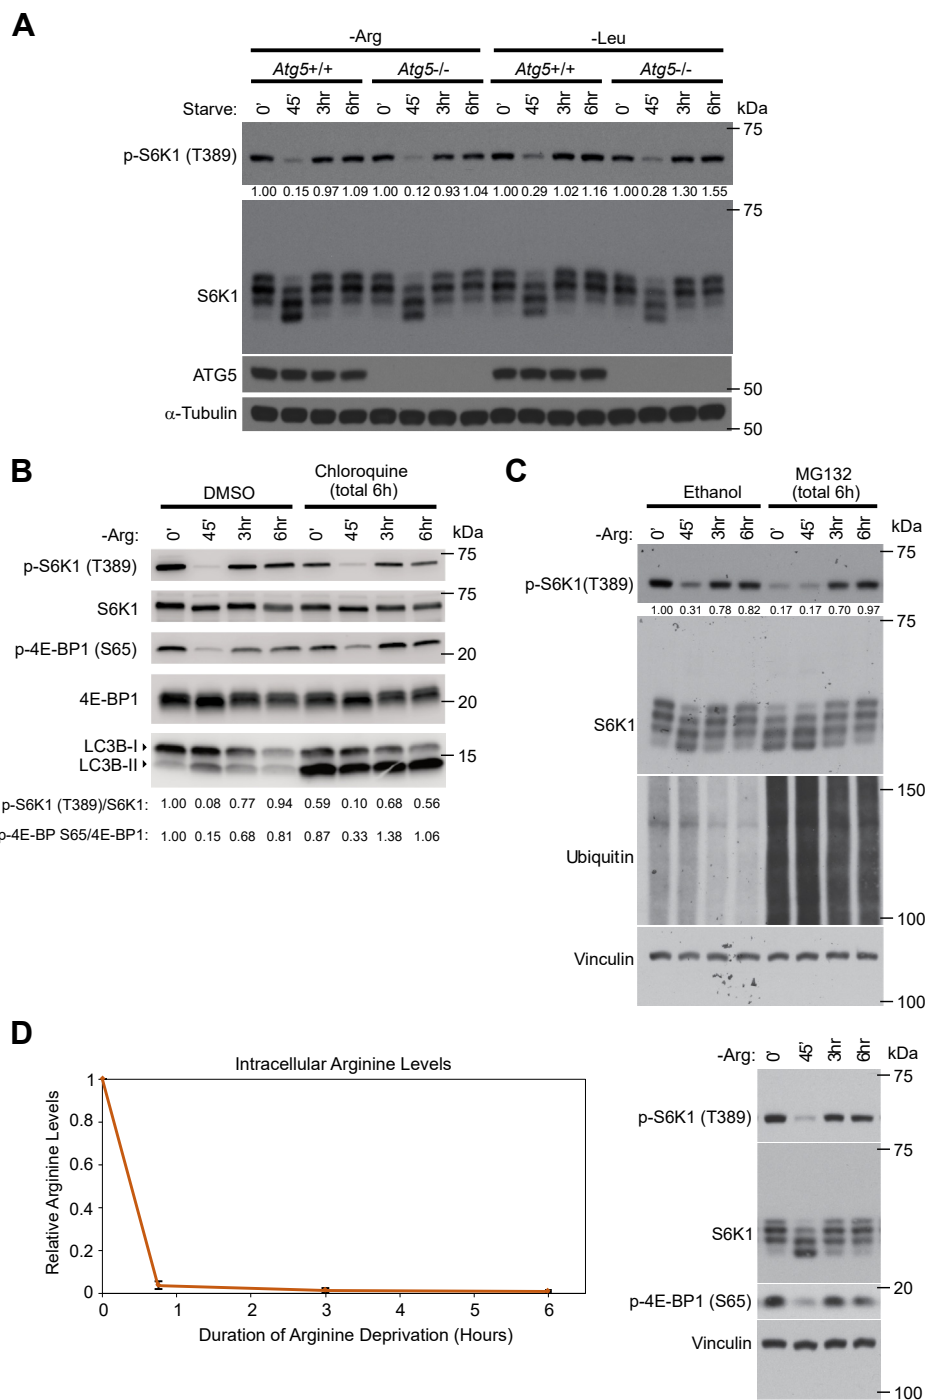 A
-Arg
-Leu
Atg5+/+
Atg5-/-
Atg5+/+
Atg5-/-
Starve:
0'
45'
3hr
6hr
0'
45'
3hr
6hr
0'
45'
3hr
6hr
0'
45'
3hr
6hr
kDa
75
p-S6K1 (T389)
1.00 0.15 0.97 1.09 1.00 0.12 0.93 1.04 1.00 0.29 1.02 1.16 1.00 0.28 1.30 1.55
75
S6K1
ATG5
50
α-Tubulin
50
B
DMSO
Chloroquine
(total 6h)
-Arg:
0'
45'
3hr
6hr
0'
45'
3hr
6hr
kDa
75
p-S6K1 (T389)
75
S6K1
p-4E-BP1 (S65)
20
4E-BP1
20
LC3B-I
LC3B-II
15
p-S6K1 (T389)/S6K1: 1.00 0.08 0.77 0.94 0.59 0.10 0.68 0.56
p-4E-BP S65/4E-BP1: 1.00 0.15 0.68 0.81 0.87 0.33 1.38 1.06
C
Ethanol
MG132
(total 6h)
-Arg:
0'
45'
3hr
6hr
0'
45'
3hr
6hr
kDa
75
p-S6K1(T389)
1.00 0.31 0.78 0.82 0.17 0.17 0.70 0.97
75
S6K1
150
Ubiquitin
100
Vinculin
100
D
Intracellular Arginine Levels
Relative Arginine Levels
1
0.8
0.6
0.4
0.2
0
0 1 2 3 4 5 6
Duration of Arginine Deprivation (Hours)
-Arg:
0'
45'
3hr
6hr
kDa
75
p-S6K1 (T389)
75
S6K1
20
p-4E-BP1 (S65)
Vinculin
100